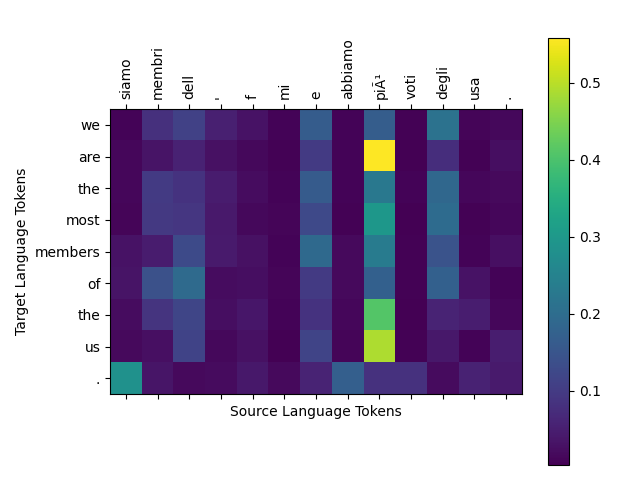 siamo membri dell ' f mi e abbiamo piÃ¹ voti degli usa .
we
are
the
most
members
of
the
us
.
Target Language Tokens
Source Language Tokens
0.5
0.4
0.3
0.2
0.1